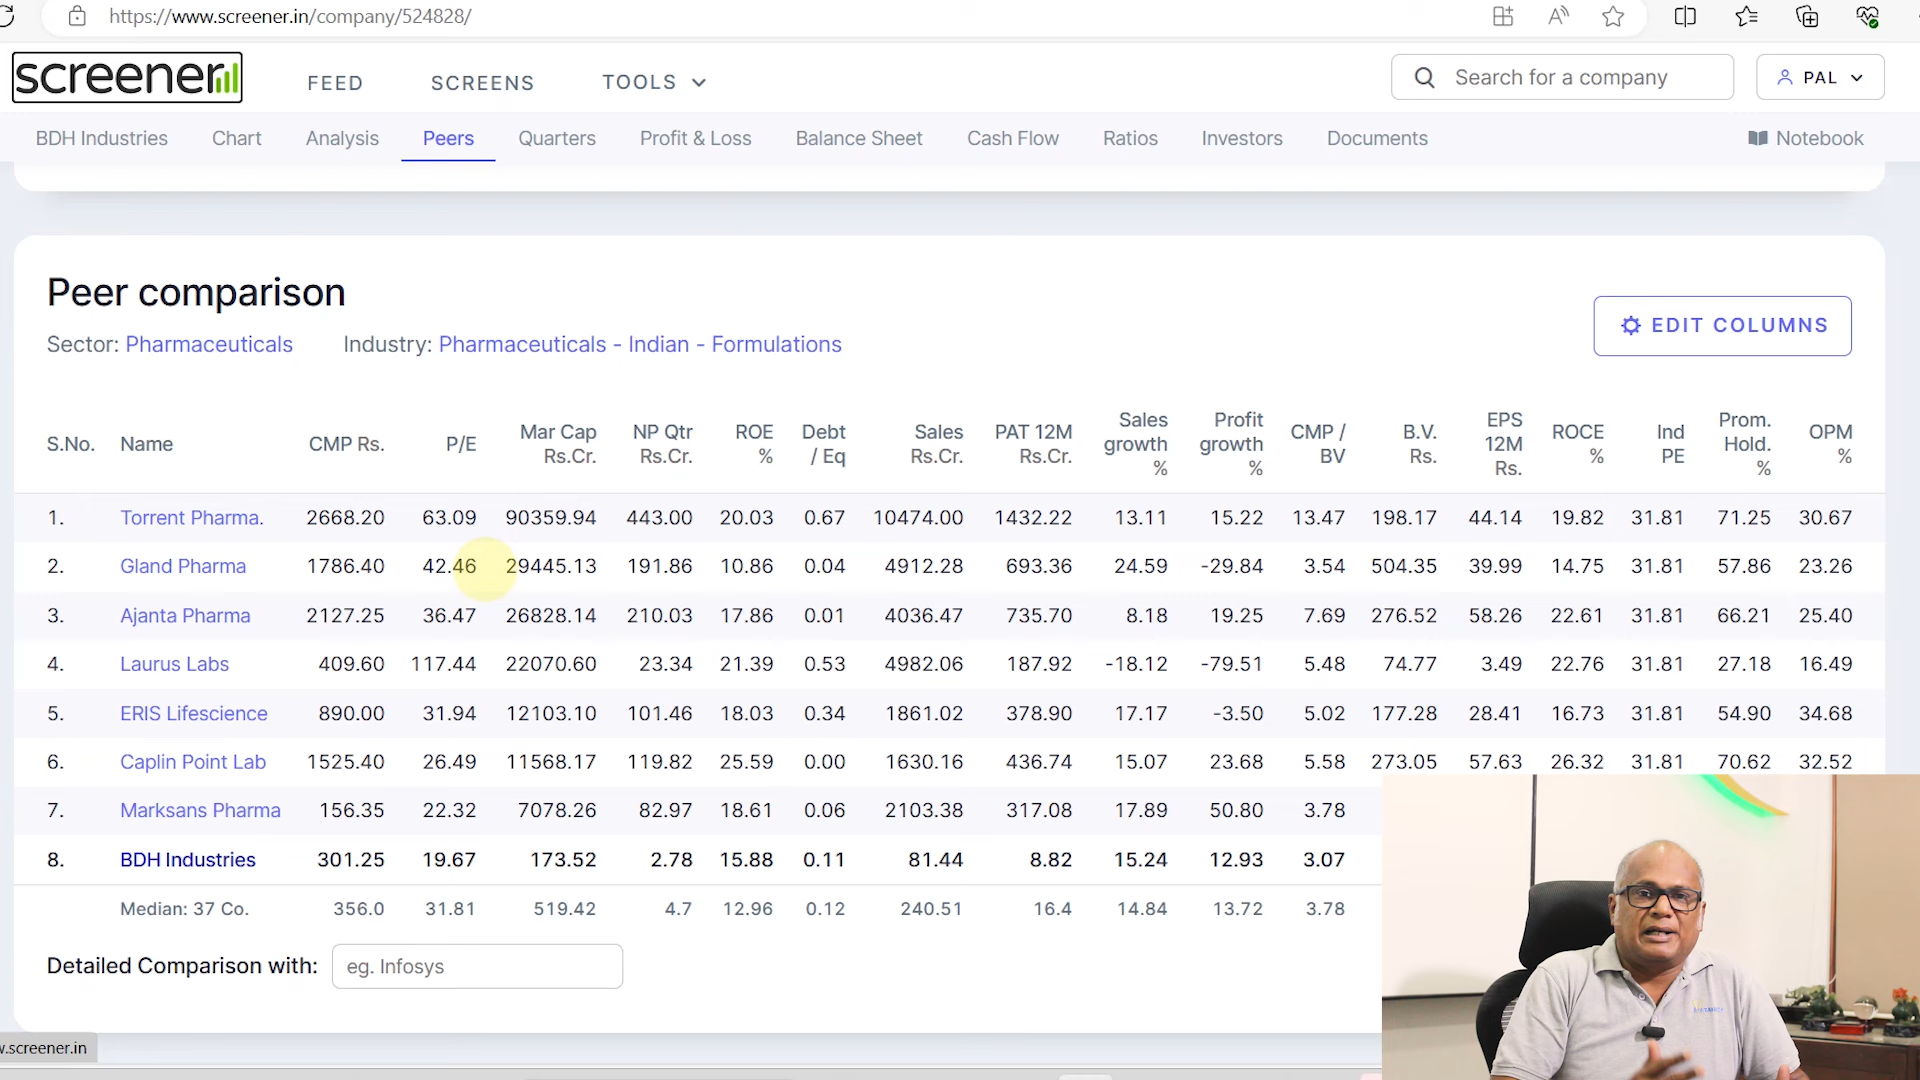 https://www.screener.in/company/524828/
screener
FEED SCREENS TOOLS
Search for a company
PAL
BDH Industries Chart Analysis Peers Quarters Profit & Loss Balance Sheet Cash Flow Ratios Investors Documents Notebook
Peer comparison
EDIT COLUMNS
Sector: Pharmaceuticals Industry: Pharmaceuticals - Indian - Formulations
S.No. Name CMP Rs. P/E Mar Cap Rs.Cr. NP Qtr Rs.Cr. ROE % Debt / Eq Sales Rs.Cr. PAT 12M Rs.Cr. Sales growth % Profit growth % CMP / BV B.V. Rs. EPS 12M Rs. ROCE % Ind PE Prom. Hold. % OPM %
1. Torrent Pharma. 2668.20 63.09 90359.94 443.00 20.03 0.67 10474.00 1432.22 13.11 15.22 13.47 198.17 44.14 19.82 31.81 71.25 30.67
2. Gland Pharma 1786.40 42.46 29445.13 191.86 10.86 0.04 4912.28 693.36 24.59 -29.84 3.54 504.35 39.99 14.75 31.81 57.86 23.26
3. Ajanta Pharma 2127.25 36.47 26828.14 210.03 17.86 0.01 4036.47 735.70 8.18 19.25 7.69 276.52 58.26 22.61 31.81 66.21 25.40
4. Laurus Labs 409.60 117.44 22070.60 23.34 21.39 0.53 4982.06 187.92 -18.12 -79.51 5.48 74.77 3.49 22.76 31.81 27.18 16.49
5. ERIS Lifescience 890.00 31.94 12103.10 101.46 18.03 0.34 1861.02 378.90 17.17 -3.50 5.02 177.28 28.41 16.73 31.81 54.90 34.68
6. Caplin Point Lab 1525.40 26.49 11568.17 119.82 25.59 0.00 1630.16 436.74 15.07 23.68 5.58 273.05 57.63 26.32 31.81 70.62 32.52
7. Marksans Pharma 156.35 22.32 7078.26 82.97 18.61 0.06 2103.38 317.08 17.89 50.80 3.78
8. BDH Industries 301.25 19.67 173.52 2.78 15.88 0.11 81.44 8.82 15.24 12.93 3.07
Median: 37 Co. 356.0 31.81 519.42 4.7 12.96 0.12 240.51 16.4 14.84 13.72 3.78
Detailed Comparison with: eg. Infosys
w.screener.in